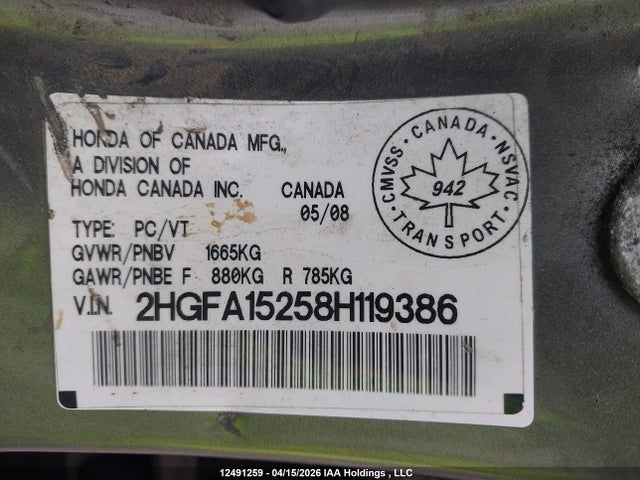 HONDA OF CANADA MFG.,
A DIVISION OF
HONDA CANADA INC. CANADA
05/08
TYPE: PC/VT
GVWR/PNBV 1665KG
GAWR/PNBE F 880KG R 785KG
V.I.N. 2HGFA15258H119386
CMVSS · CANADA · NSVAC
942
· TRANSPORT ·
12491259 - 04/15/2026 IAA Holdings , LLC